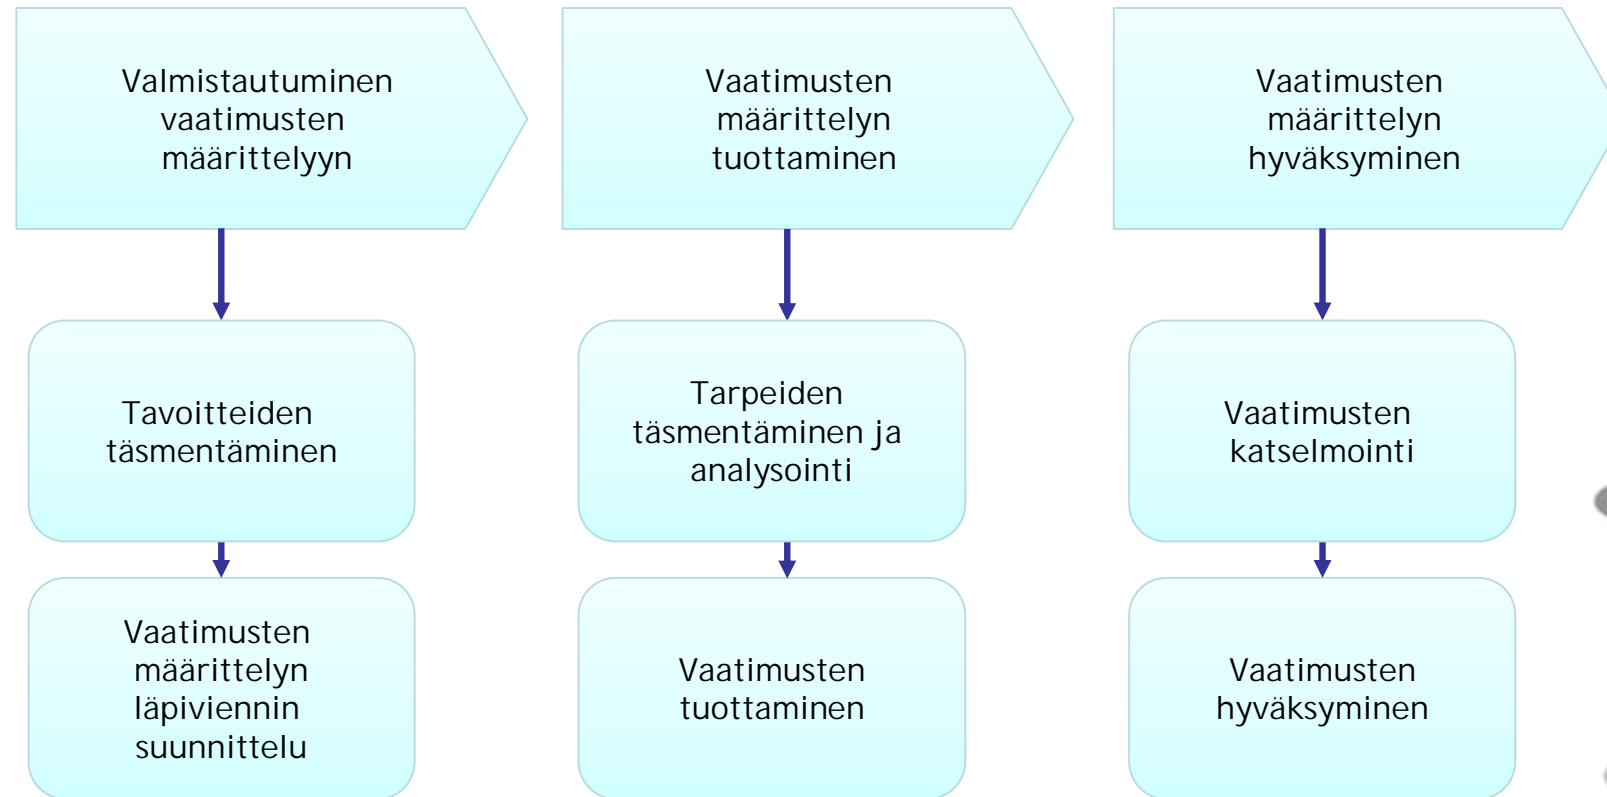 Valmistautuminen
vaatimusten
määrittelyyn
Vaatimusten
määrittelyn
tuottaminen
Vaatimusten
määrittelyn
hyväksyminen
Tavoitteiden
täsmentäminen
Tarpeiden
täsmentäminen ja
analysointi
Vaatimusten
katselmointi
Vaatimusten
määrittelyn
läpiviennin
suunnittelu
Vaatimusten
tuottaminen
Vaatimusten
hyväksyminen